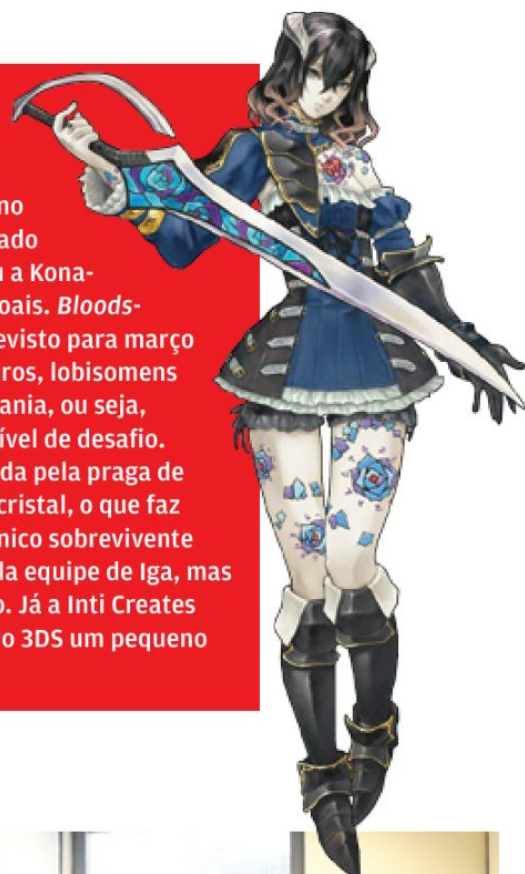 no
ado
a Kona-
oais. Bloods-
evisto para março
ros, lobisomens
ania, ou seja,
ível de desafio.
da pela praga de
cristal, o que faz
nico sobrevivente
la equipe de Iga, mas
o. Já a Inti Creates
o 3DS um pequeno